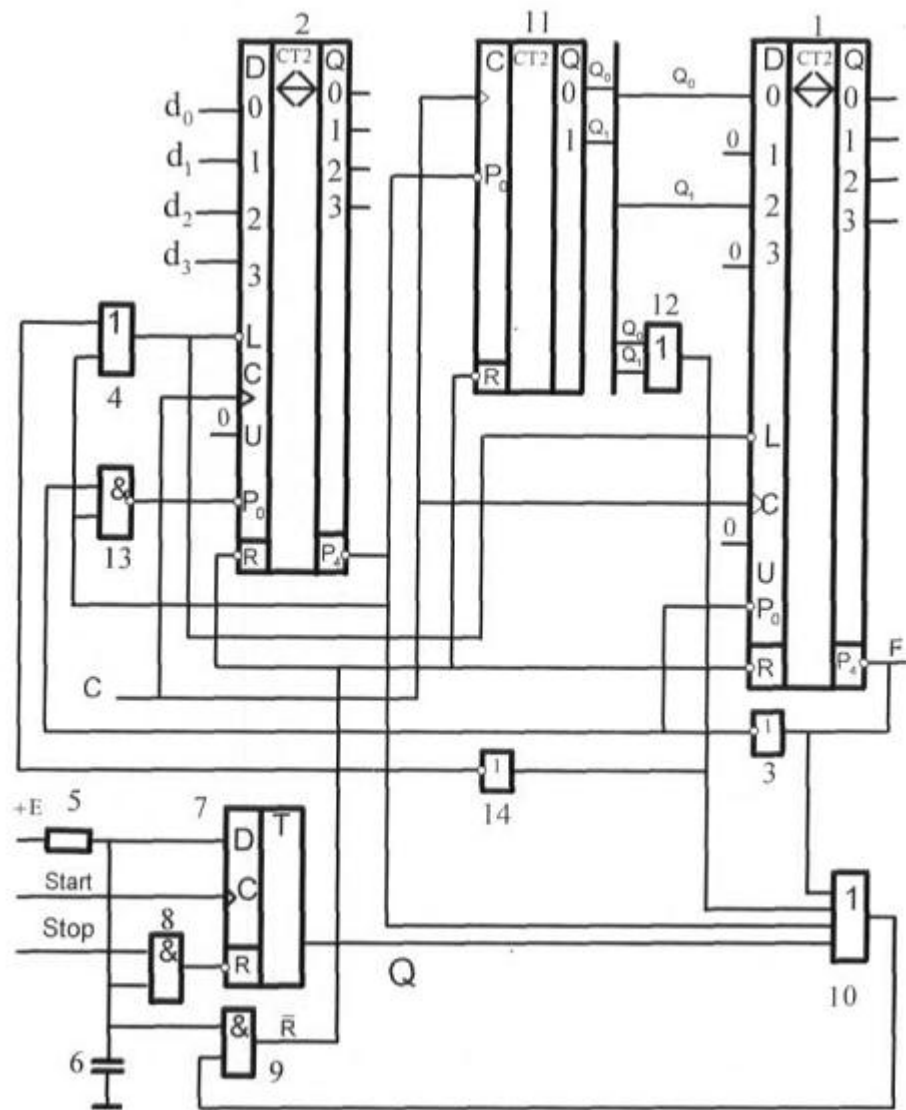 2 11 1
D CT2 Q
C CT2 Q
D CT2 Q
d0 0 0
d1 1 1
d2 2 2
d3 3 3
0 Q0
1 Q1
Q0 0 0
0 1 1
Q1 2 2
0 3 3
P0
1 L
4 C
0 U
& P0
13 R P4
R
Q0 12
Q1 1
L
C
0
U
P0
R P4 F
C
1
3
1
14
+E 5 7 D T
Start C
Stop 8
& R
Q
1
10
& R̄
6 9